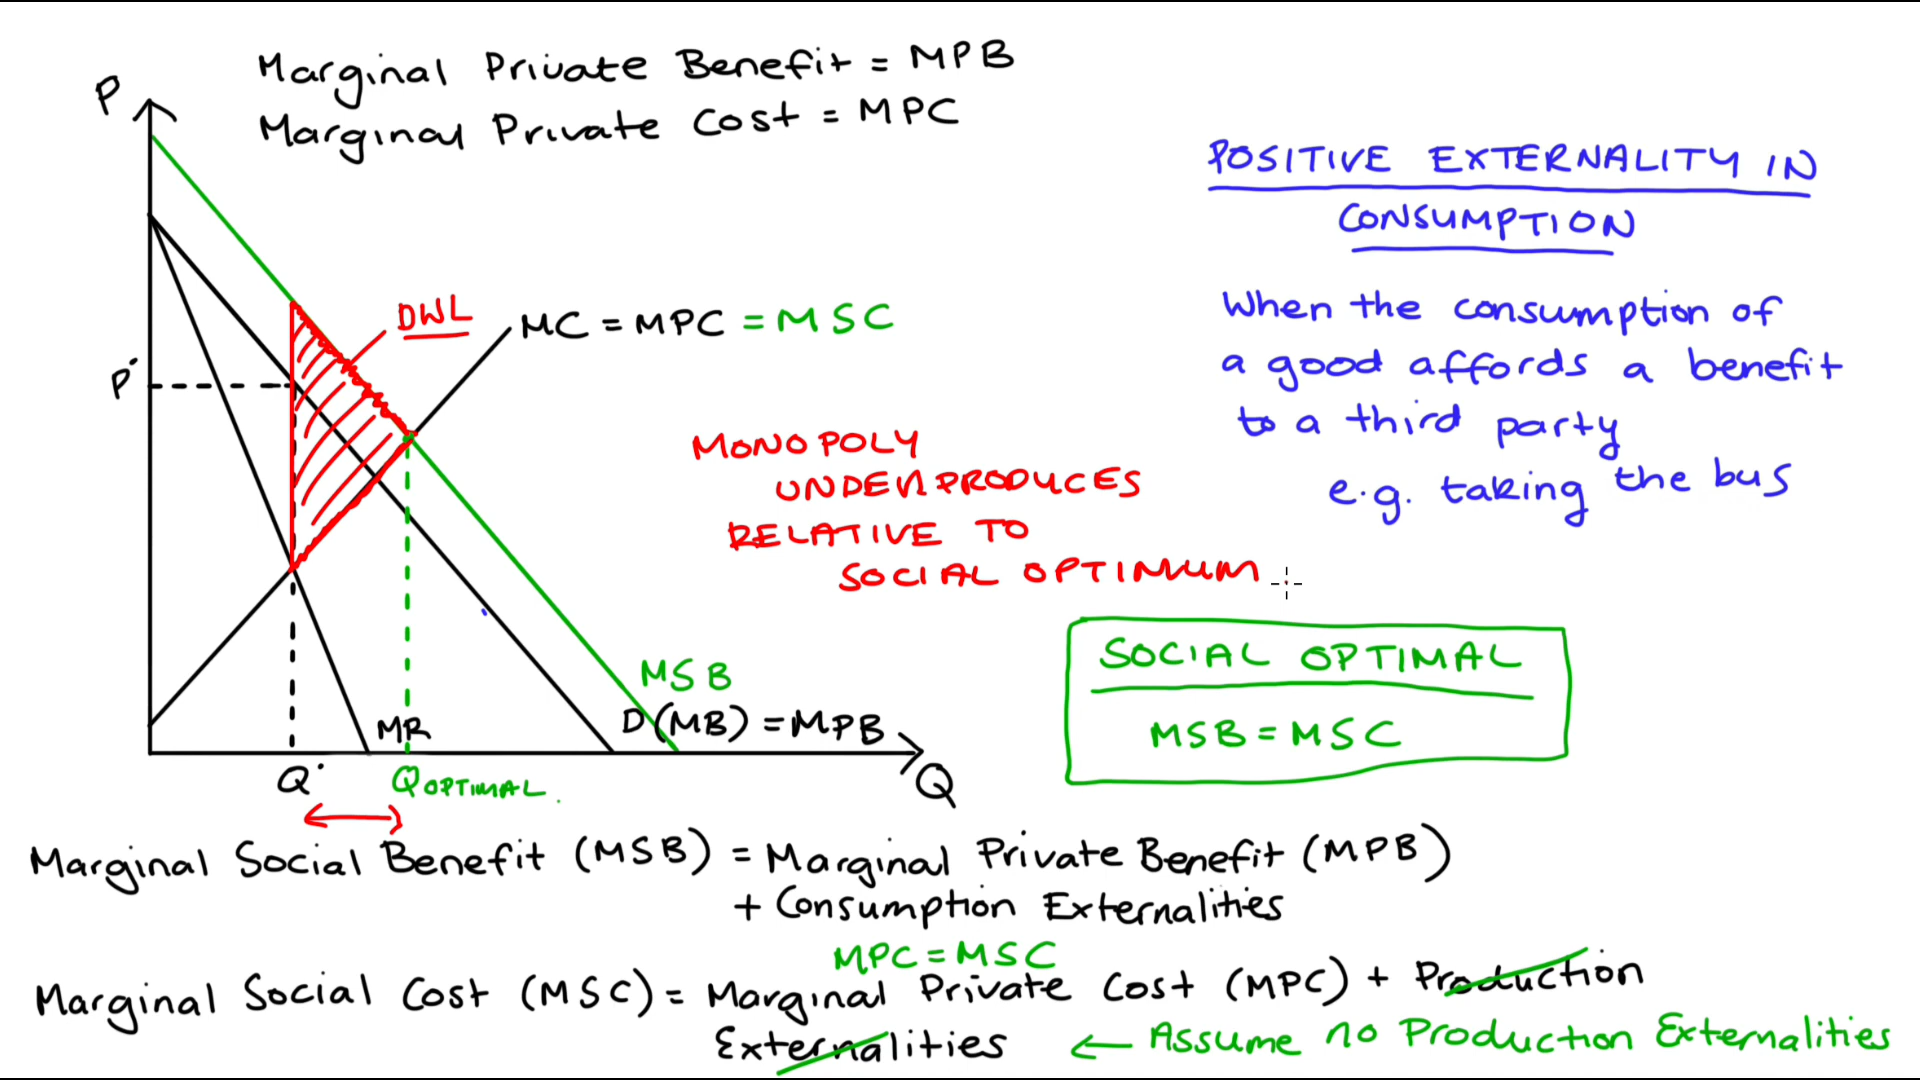 Marginal Private Benefit = MPB
Marginal Private Cost = MPC
P
POSITIVE EXTERNALITY IN
CONSUMPTION
When the consumption of
a good affords a benefit
to a third party
e.g. taking the bus
DWL
MC = MPC = MSC
P*
MONOPOLY
UNDERPRODUCES
RELATIVE TO
SOCIAL OPTIMUM
SOCIAL OPTIMAL
MSB = MSC
MSB
D(MB) = MPB
MR
Q*
QOPTIMAL
Q
Marginal Social Benefit (MSB) = Marginal Private Benefit (MPB)
+ Consumption Externalities
MPC = MSC
Marginal Social Cost (MSC) = Marginal Private Cost (MPC) + Production
Externalities ← Assume no Production Externalities